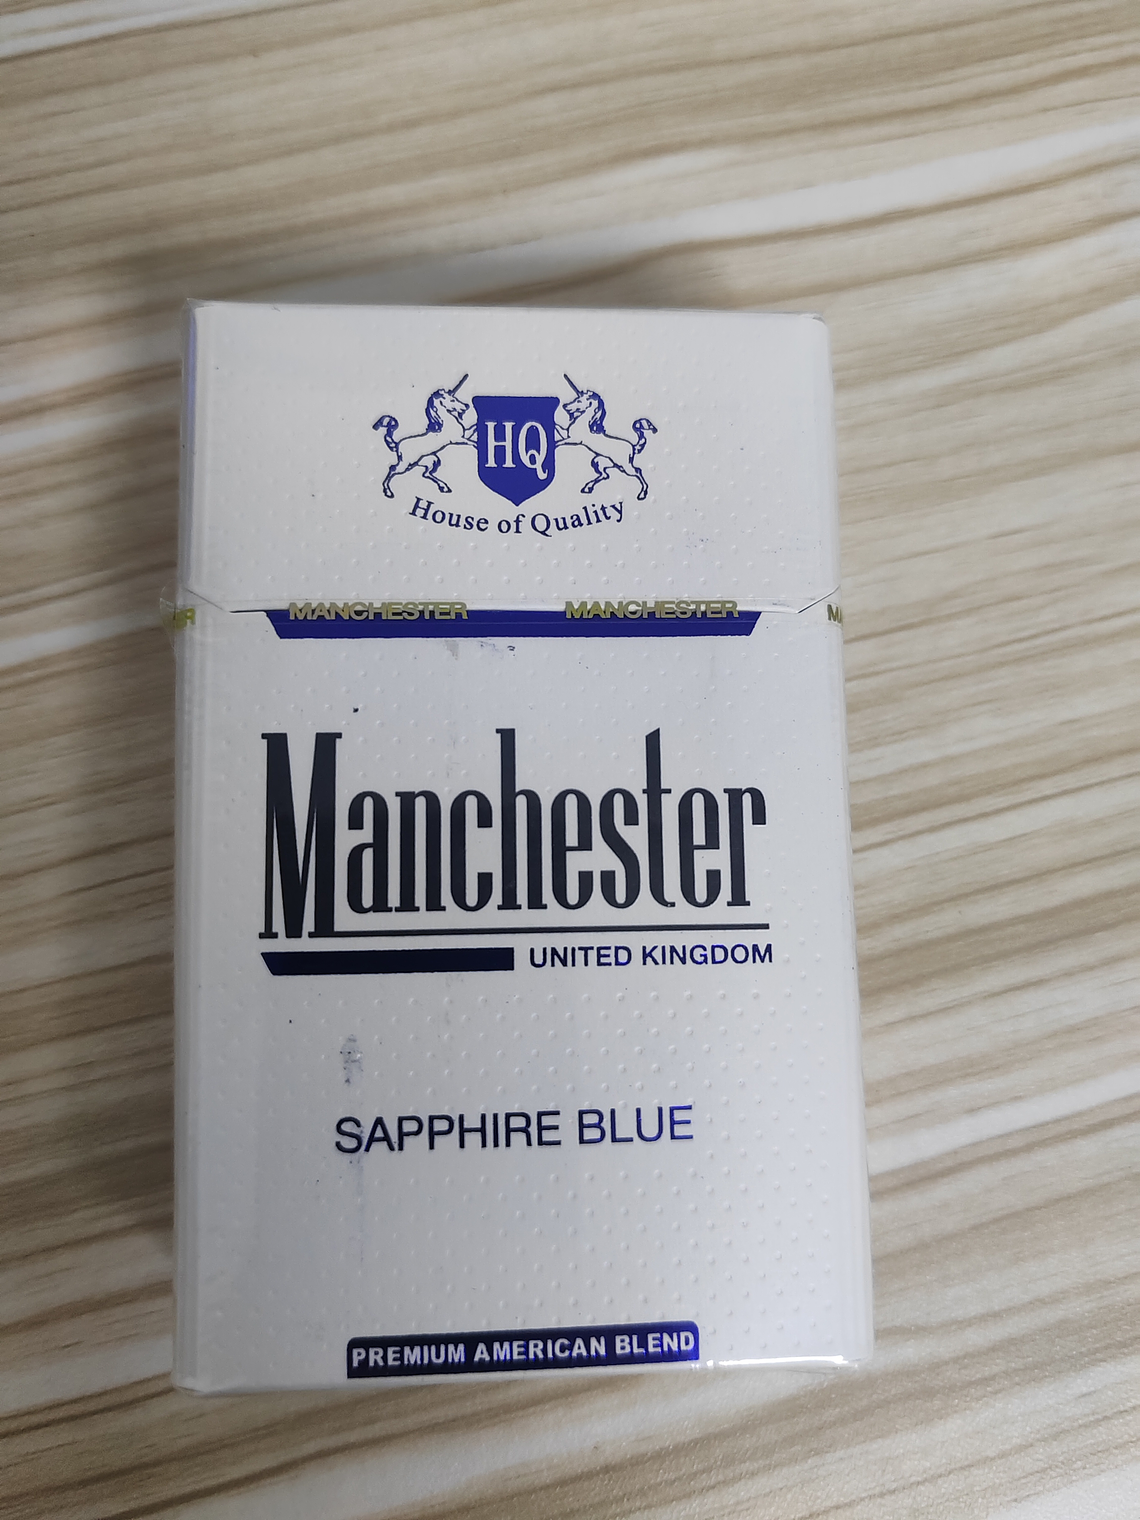 HQ
House of Quality
MANCHESTER MANCHESTER
Manchester
UNITED KINGDOM
SAPPHIRE BLUE
PREMIUM AMERICAN BLEND